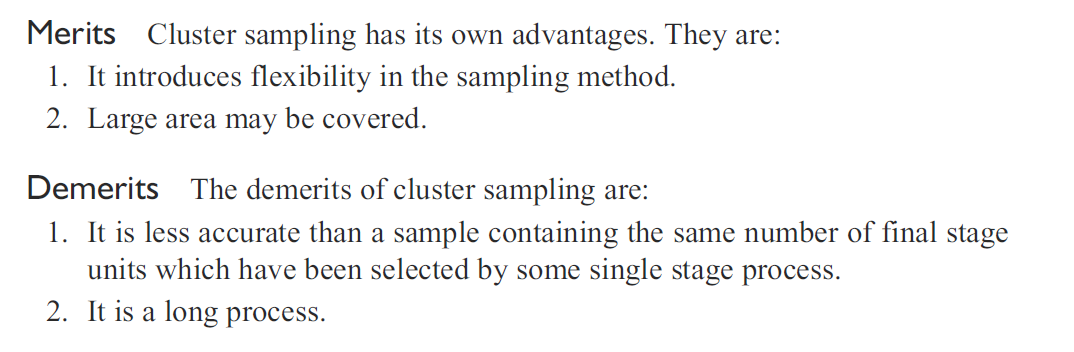 Merits Cluster sampling has its own advantages. They are:
1. It introduces flexibility in the sampling method.
2. Large area may be covered.
Demerits The demerits of cluster sampling are:
1. It is less accurate than a sample containing the same number of final stage
units which have been selected by some single stage process.
2. It is a long process.